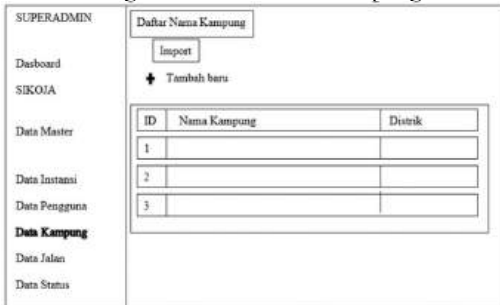 SUPERADMIN
Dasboard
SIKOJA
Data Master
Data Instansi
Data Pengguna
Data Kampung
Data Jalan
Data Status
Daftar Nama Kampung
Import
Tambah baru
ID Nama Kampung Distrik
1
2
3